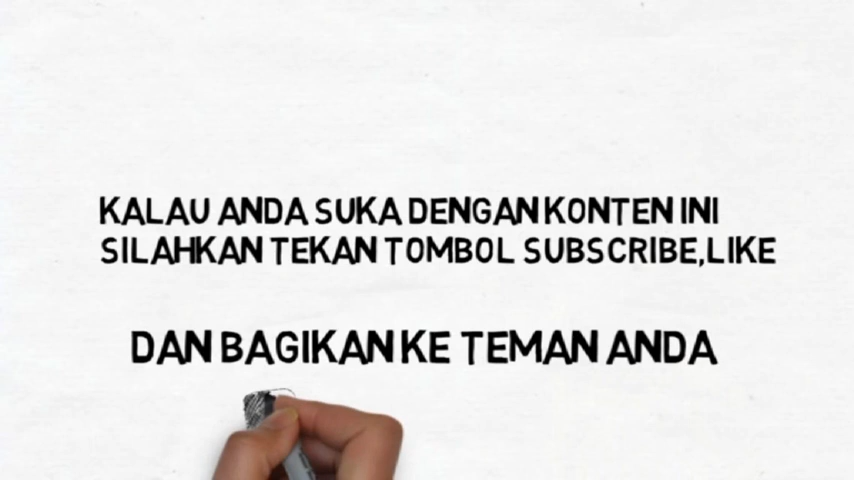 KALAU ANDA SUKA DENGAN KONTEN INI
SILAHKAN TEKAN TOMBOL SUBSCRIBE,LIKE
DAN BAGIKAN KE TEMAN ANDA